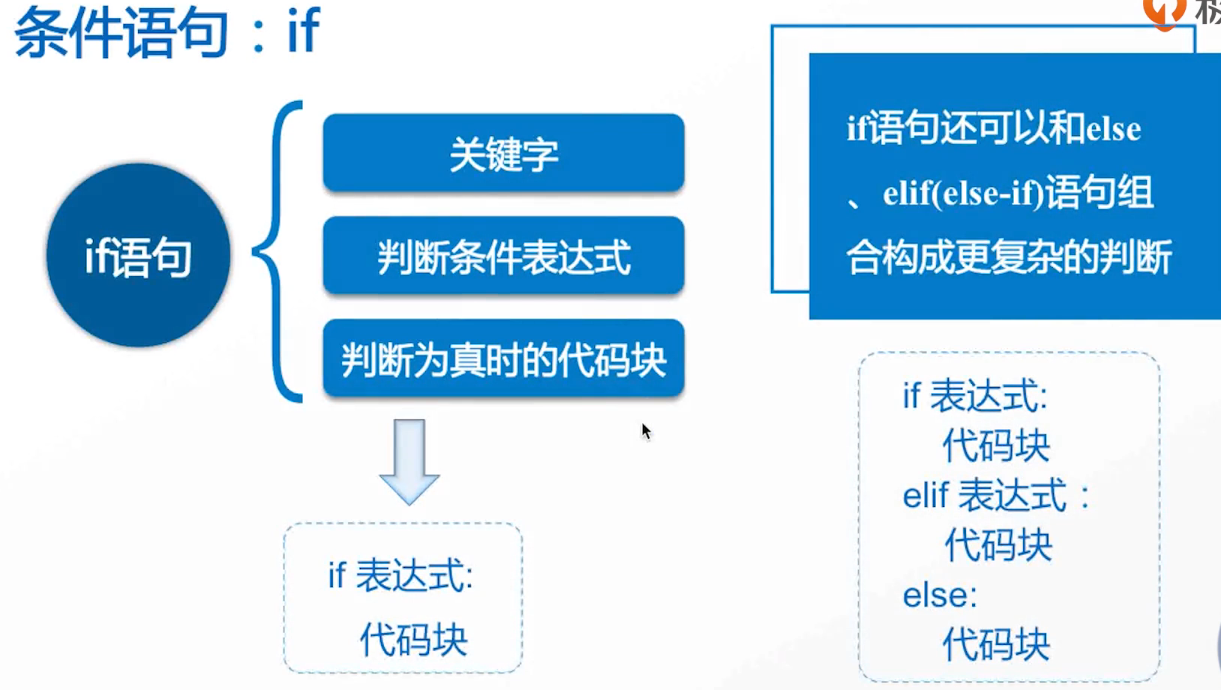 条件语句：if
if语句
关键字
判断条件表达式
判断为真时的代码块
if 表达式:
代码块
if语句还可以和else
、elif(else-if)语句组
合构成更复杂的判断
if 表达式:
代码块
elif 表达式：
代码块
else:
代码块